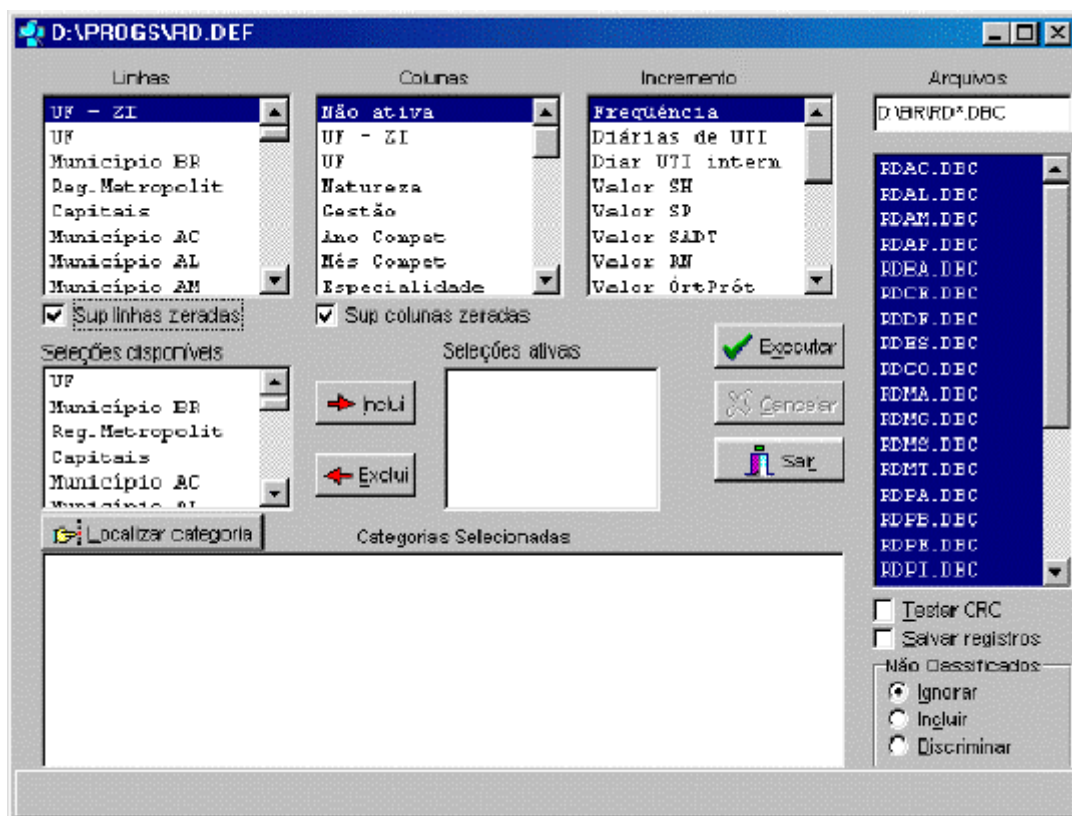 D:\PROGS\RD.DEF
Linhas
UF - ZI
UF
Município BR
Reg.Metropolit
Capitais
Município AC
Município AL
Município AM
Sup linhas zeradas
Colunas
Não ativa
UF - ZI
UF
Natureza
Gestão
Ano Compet
Mês Compet
Especialidade
Sup colunas zeradas
Incremento
Freqüência
Diárias de UTI
Diar UTI interm
Valor SH
Valor SP
Valor SADT
Valor RN
Valor ÓrtPrót
Arquivos
D:\BR\RD*.DBC
RDAC.DBC
RDAL.DBC
RDAM.DBC
RDAP.DBC
RDBA.DBC
RDCE.DBC
RDDF.DBC
RDES.DBC
RDGO.DBC
RDMA.DBC
RDMG.DBC
RDMS.DBC
RDMT.DBC
RDPA.DBC
RDPB.DBC
RDPE.DBC
RDPI.DBC
Seleções disponíveis
UF
Município BR
Reg.Metropolit
Capitais
Município AC
Município AL
Inclui
Exclui
Seleções ativas
Executar
Cancelar
Sair
Localizar categoria
Categorias Selecionadas
Testar CRC
Salvar registros
Não Classificados
Ignorar
Incluir
Discriminar